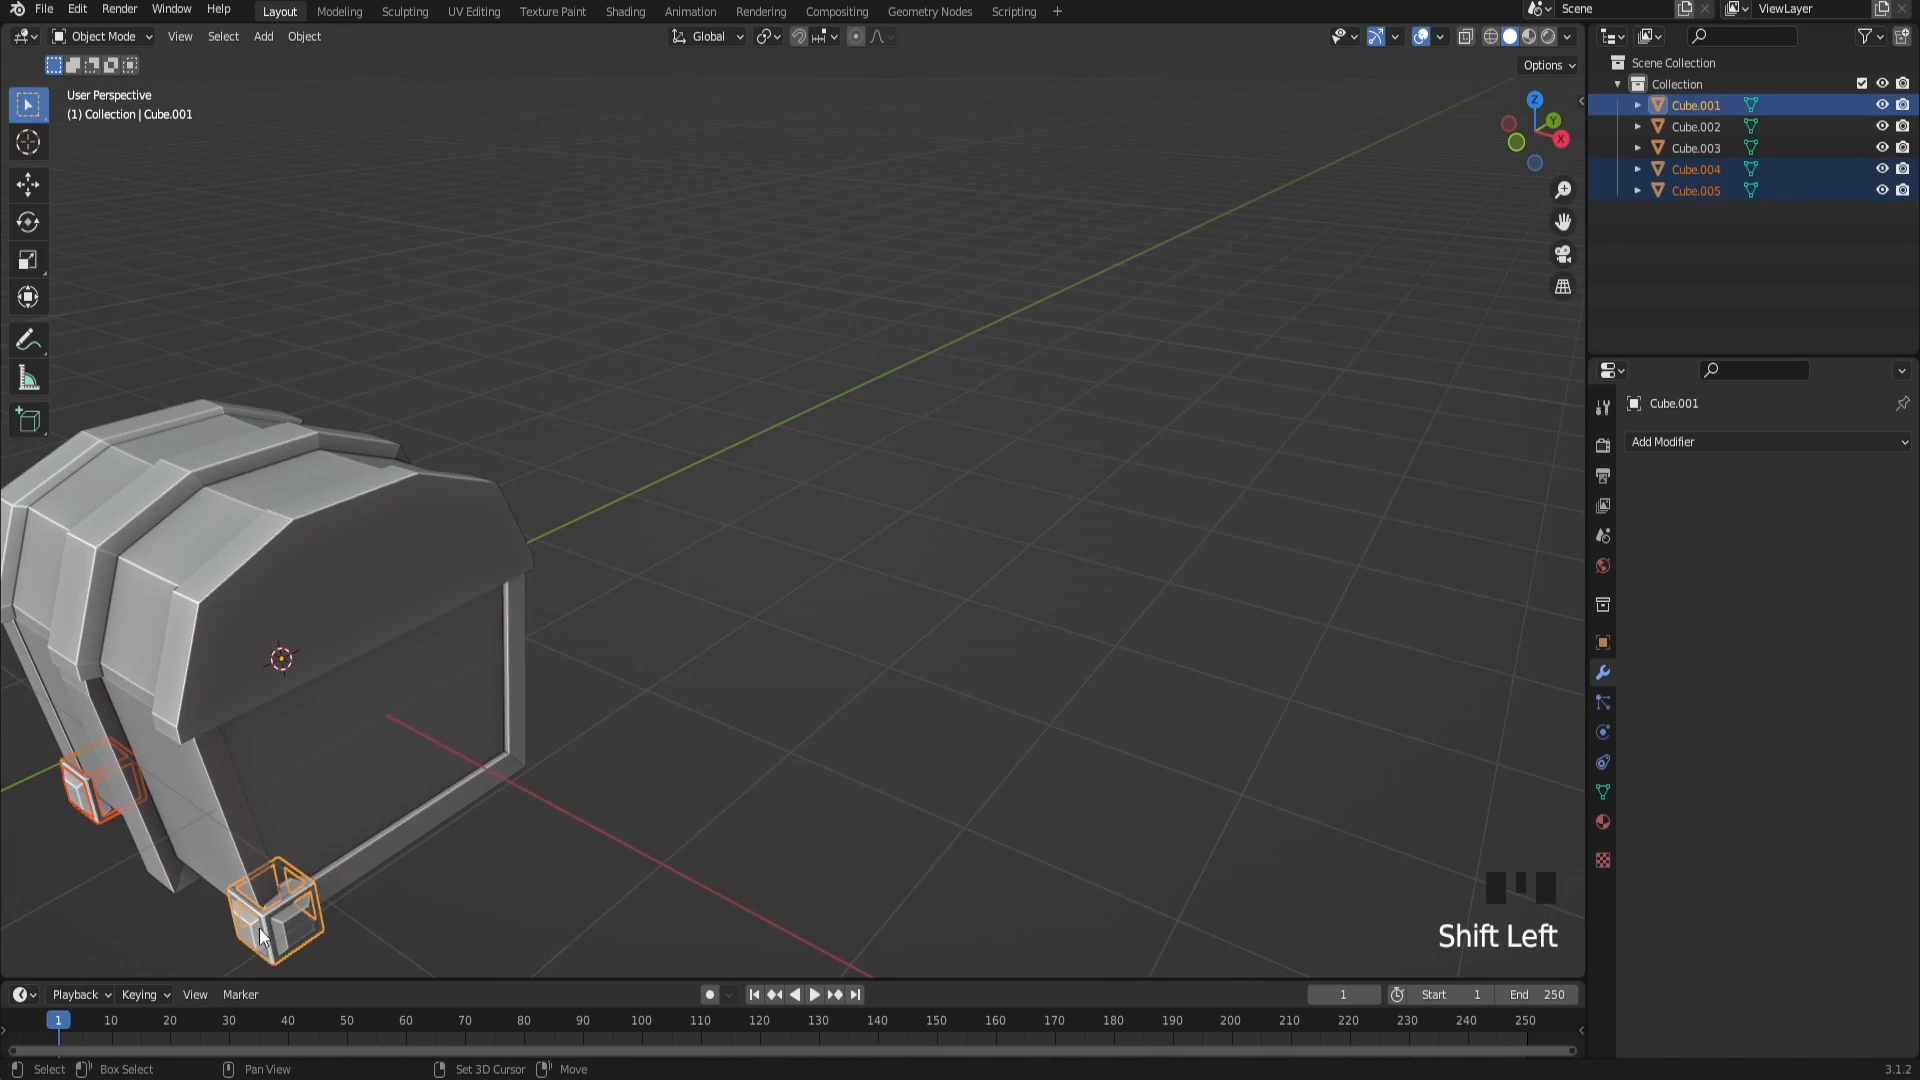 File Edit Render Window Help Layout Modeling Sculpting UV Editing Texture Paint Shading Animation Rendering Compositing Geometry Nodes Scripting + Scene ViewLayer
Object Mode View Select Add Object Global
Options
User Perspective
(1) Collection | Cube.001
Z
Y
X
Scene Collection
Collection
Cube.001
Cube.002
Cube.003
Cube.004
Cube.005
Cube.001
Add Modifier
Shift Left
Playback Keying View Marker 1 Start 1 End 250
1 10 20 30 40 50 60 70 80 90 100 110 120 130 140 150 160 170 180 190 200 210 220 230 240 250
Select Box Select Pan View Set 3D Cursor Move 3.1.2